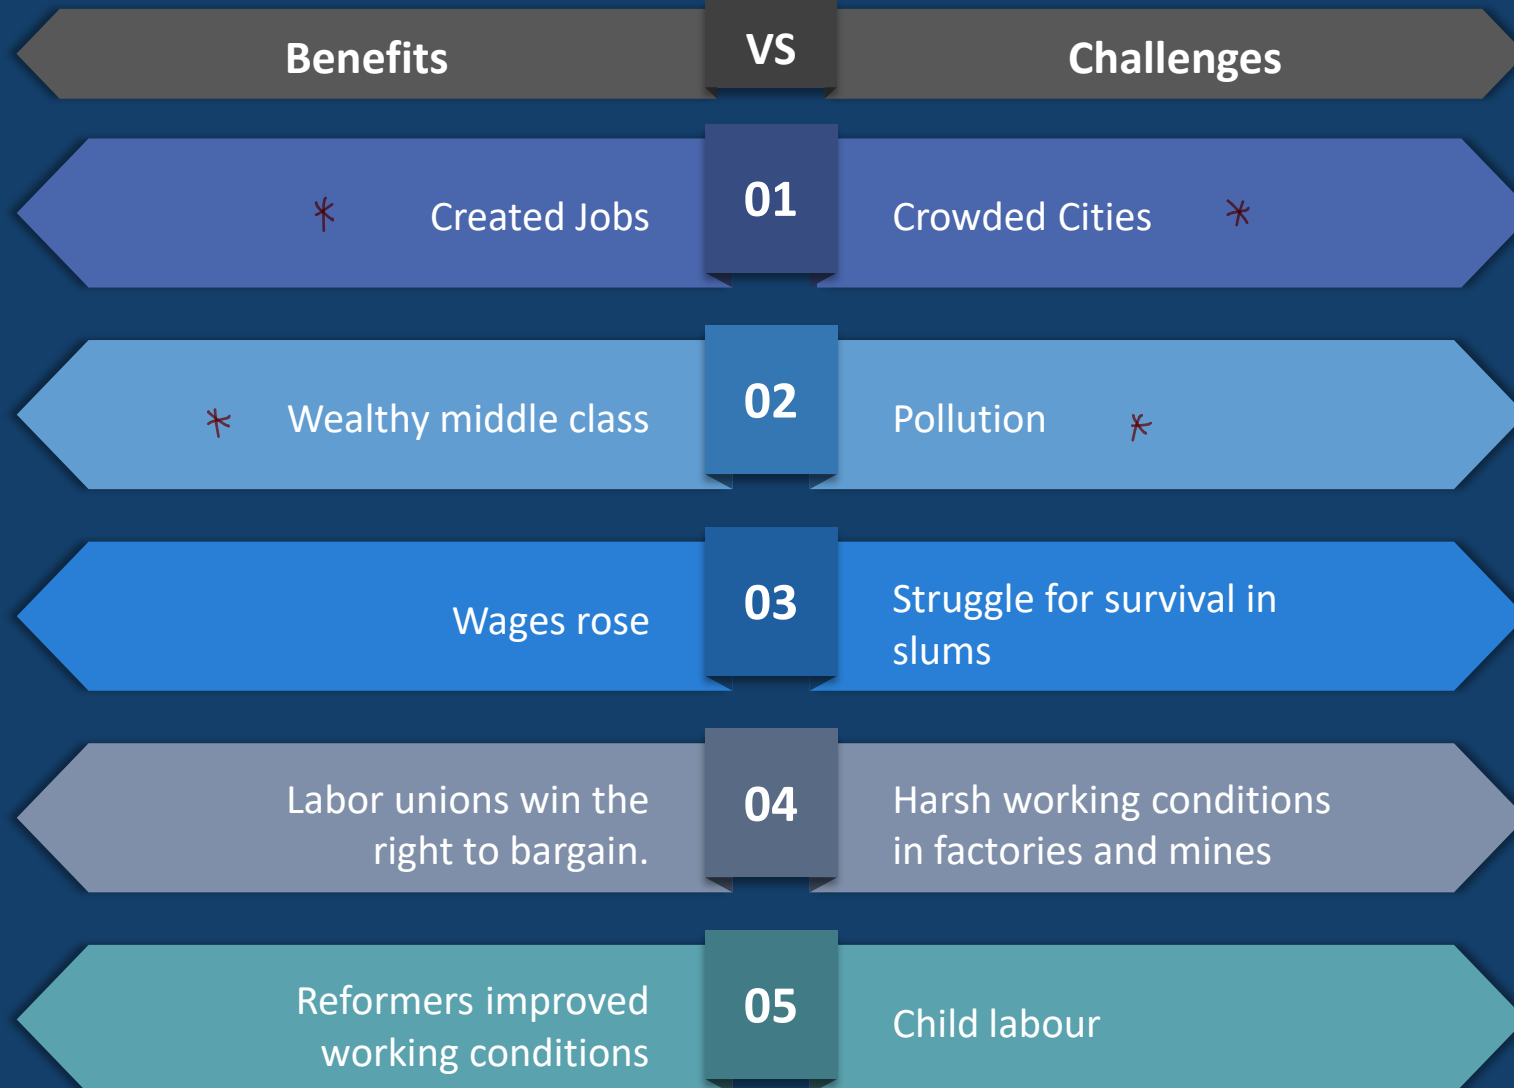 Benefits
VS
Challenges
Created Jobs
01
Crowded Cities
Wealthy middle class
02
Pollution
Wages rose
03
Struggle for survival in
slums
Labor unions win the
right to bargain.
04
Harsh working conditions
in factories and mines
Reformers improved
working conditions
05
Child labour